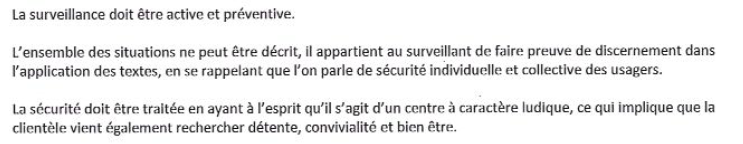 La surveillance doit être active et préventive.
L'ensemble des situations ne peut être décrit, il appartient au surveillant de faire preuve de discernement dans
l'application des textes, en se rappelant que l'on parle de sécurité individuelle et collective des usagers.
La sécurité doit être traitée en ayant à l'esprit qu'il s'agit d'un centre à caractère ludique, ce qui implique que la
clientèle vient également rechercher détente, convivialité et bien être.